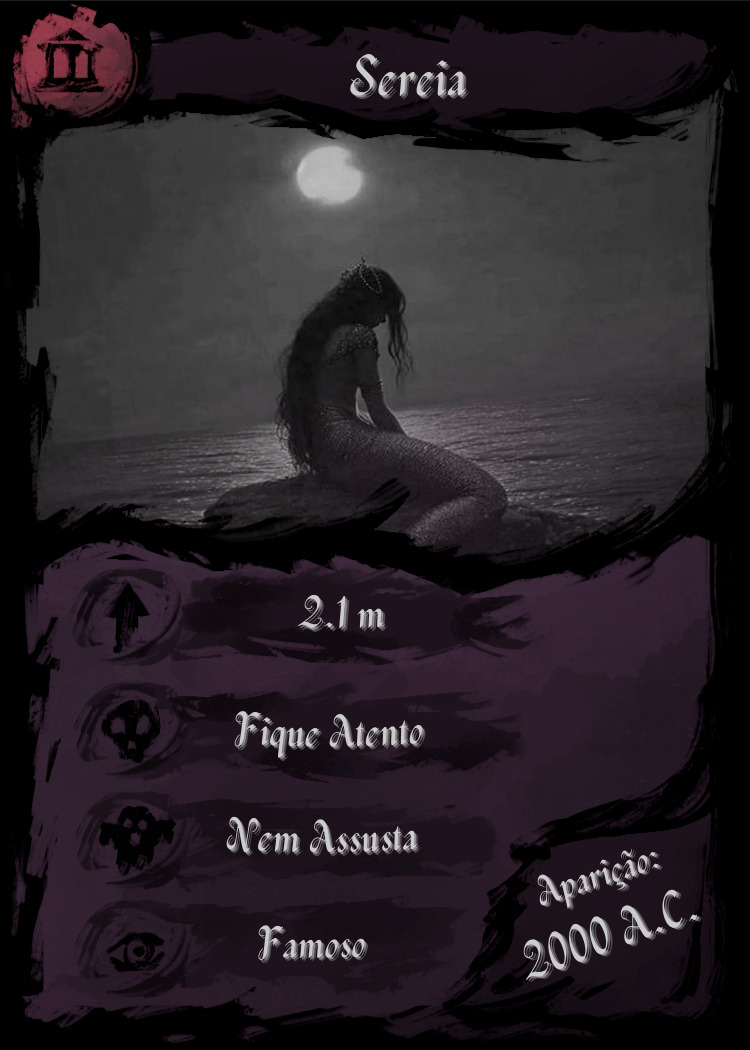 Sereia
2.1 m
Fique Atento
Nem Assusta
Famoso
Aparição:
2000 A.C.